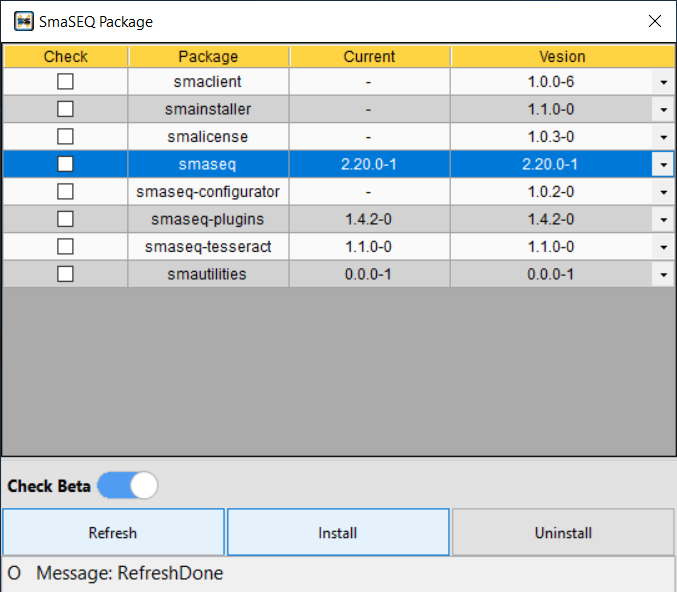 SmaSEQ Package
Check Package Current Vesion
smaclient - 1.0.0-6
smainstaller - 1.1.0-0
smalicense - 1.0.3-0
smaseq 2.20.0-1 2.20.0-1
smaseq-configurator - 1.0.2-0
smaseq-plugins 1.4.2-0 1.4.2-0
smaseq-tesseract 1.1.0-0 1.1.0-0
smautilities 0.0.0-1 0.0.0-1
Check Beta
Refresh Install Uninstall
O Message: RefreshDone